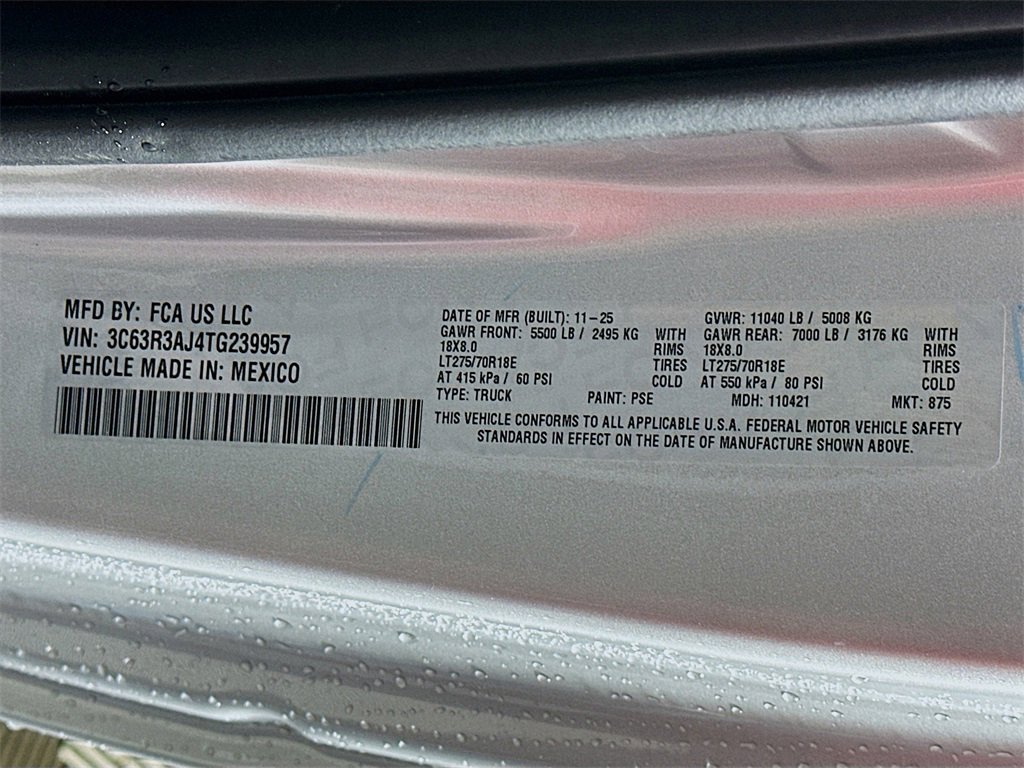 MFD BY: FCA US LLC
VIN: 3C63R3AJ4TG239957
VEHICLE MADE IN: MEXICO
DATE OF MFR (BUILT): 11-25 GVWR: 11040 LB / 5008 KG
GAWR FRONT: 5500 LB / 2495 KG WITH GAWR REAR: 7000 LB / 3176 KG WITH
18X8.0 RIMS 18X8.0 RIMS
LT275/70R18E TIRES LT275/70R18E TIRES
AT 415 kPa / 60 PSI COLD AT 550 kPa / 80 PSI COLD
TYPE: TRUCK PAINT: PSE MDH: 110421 MKT: 875
THIS VEHICLE CONFORMS TO ALL APPLICABLE U.S.A. FEDERAL MOTOR VEHICLE SAFETY
STANDARDS IN EFFECT ON THE DATE OF MANUFACTURE SHOWN ABOVE.